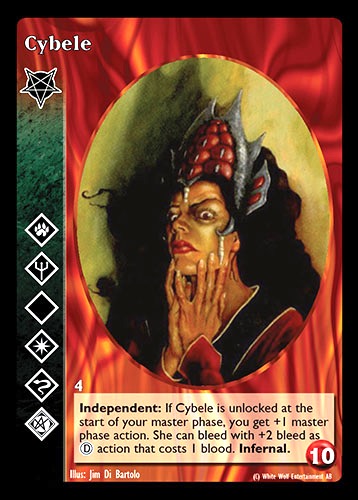 Cybele
4
Independent: If Cybele is unlocked at the
start of your master phase, you get +1 master
phase action. She can bleed with +2 bleed as
Ⓓ action that costs 1 blood. Infernal.
10
Illus: Jim Di Bartolo
(C) White Wolf Entertainment AB